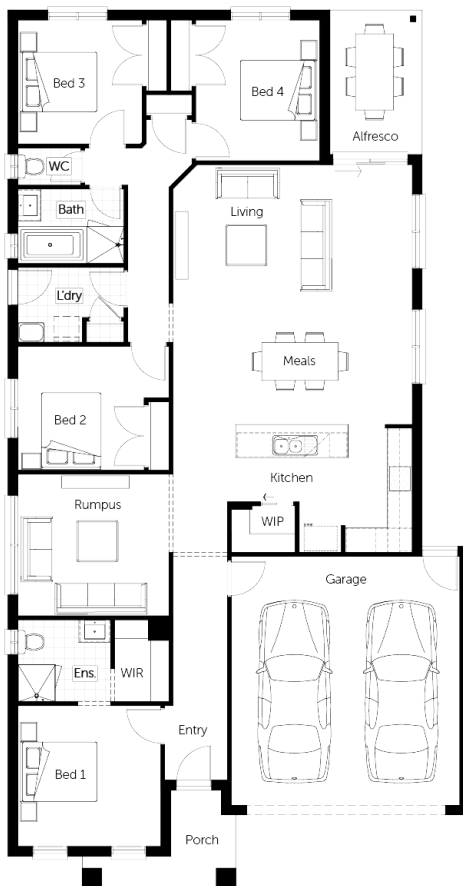 Bed 3
Bed 4
Alfresco
WC
Bath
Living
L'dry
Meals
Bed 2
Kitchen
Rumpus
WIP
Garage
Ens.
WIR
Entry
Bed 1
Porch